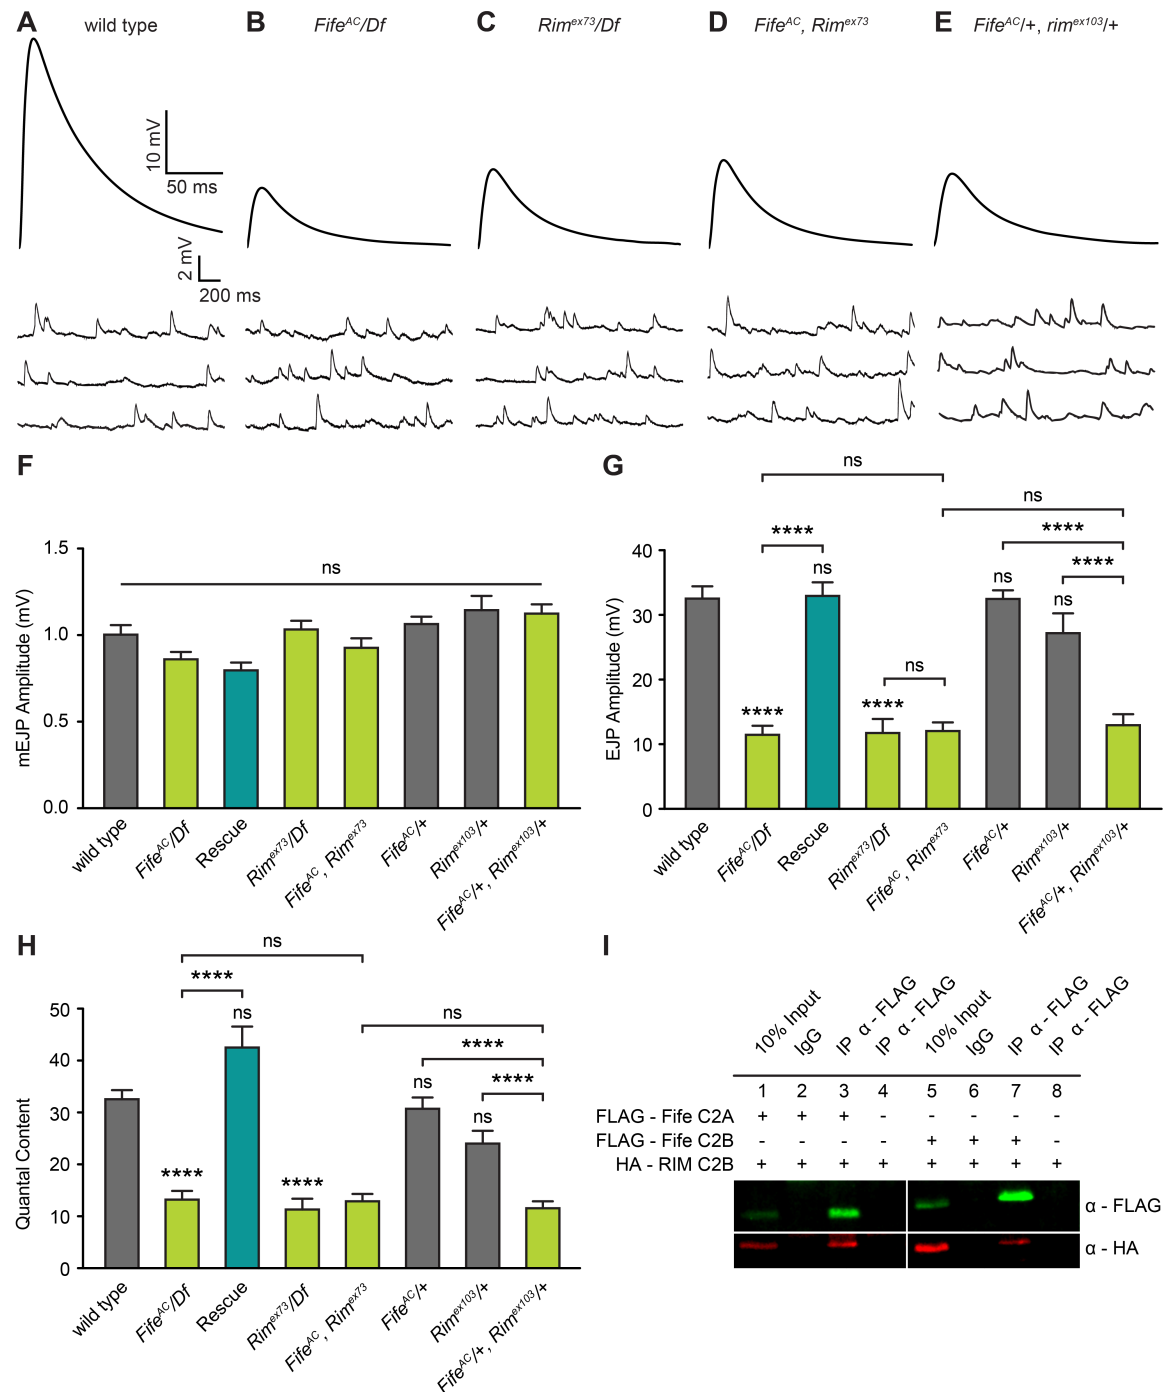 A wild type B Fife^AC/Df C Rim^ex73/Df D Fife^AC, Rim^ex73 E Fife^AC/+, rim^ex103/+
10 mV
50 ms
2 mV
200 ms
F
ns
mEJP Amplitude (mV)
1.5
1.0
0.5
0.0
wild type
Fife^AC/Df
Rescue
Rim^ex73/Df
Fife^AC, Rim^ex73
Fife^AC/+
Rim^ex103/+
Fife^AC/+, Rim^ex103/+
G
ns
ns
**** ****
ns ns ****
ns
ns
**** ****
EJP Amplitude (mV)
40
30
20
10
0
wild type
Fife^AC/Df
Rescue
Rim^ex73/Df
Fife^AC, Rim^ex73
Fife^AC/+
Rim^ex103/+
Fife^AC/+, Rim^ex103/+
H
ns
****
ns ns
****
ns ****
ns
**** ****
Quantal Content
50
40
30
20
10
0
wild type
Fife^AC/Df
Rescue
Rim^ex73/Df
Fife^AC, Rim^ex73
Fife^AC/+
Rim^ex103/+
Fife^AC/+, Rim^ex103/+
I
10% Input
IgG
IP α - FLAG
IP α - FLAG
10% Input
IgG
IP α - FLAG
IP α - FLAG
1 2 3 4 5 6 7 8
FLAG - Fife C2A + + + - - - - -
FLAG - Fife C2B - - - - + + + -
HA - RIM C2B + + + + + + + +
α - FLAG
α - HA